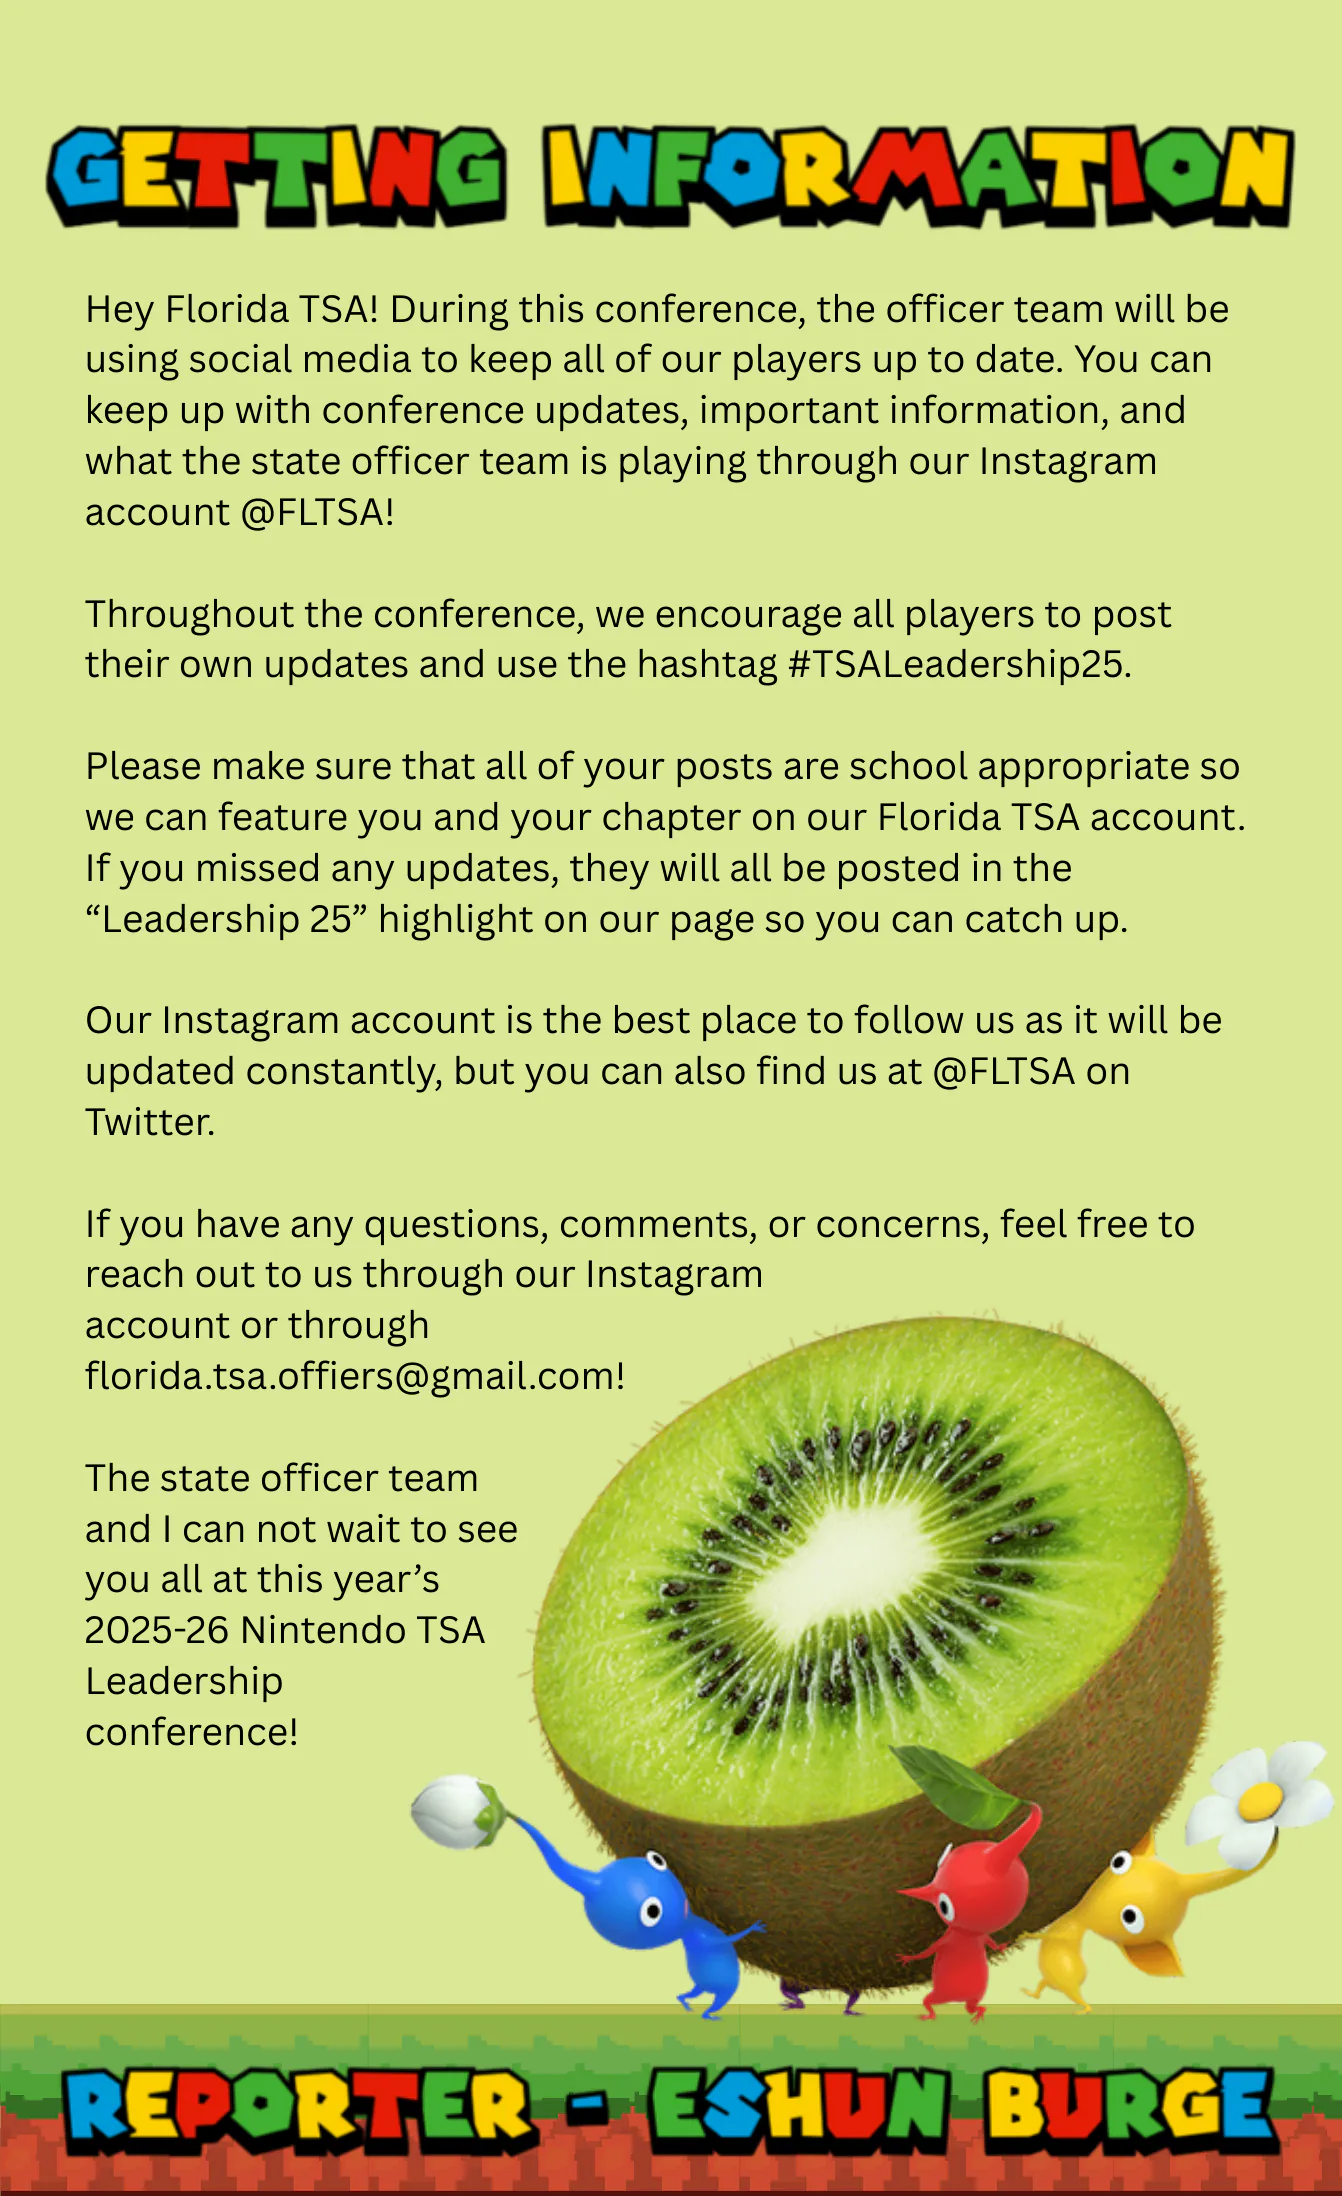 GETTING INFORMATION
Hey Florida TSA! During this conference, the officer team will be
using social media to keep all of our players up to date. You can
keep up with conference updates, important information, and
what the state officer team is playing through our Instagram
account @FLTSA!
Throughout the conference, we encourage all players to post
their own updates and use the hashtag #TSALeadership25.
Please make sure that all of your posts are school appropriate so
we can feature you and your chapter on our Florida TSA account.
If you missed any updates, they will all be posted in the
“Leadership 25” highlight on our page so you can catch up.
Our Instagram account is the best place to follow us as it will be
updated constantly, but you can also find us at @FLTSA on
Twitter.
If you have any questions, comments, or concerns, feel free to
reach out to us through our Instagram
account or through
florida.tsa.offiers@gmail.com!
The state officer team
and I can not wait to see
you all at this year’s
2025-26 Nintendo TSA
Leadership
conference!
REPORTER - ESHUN BURGE